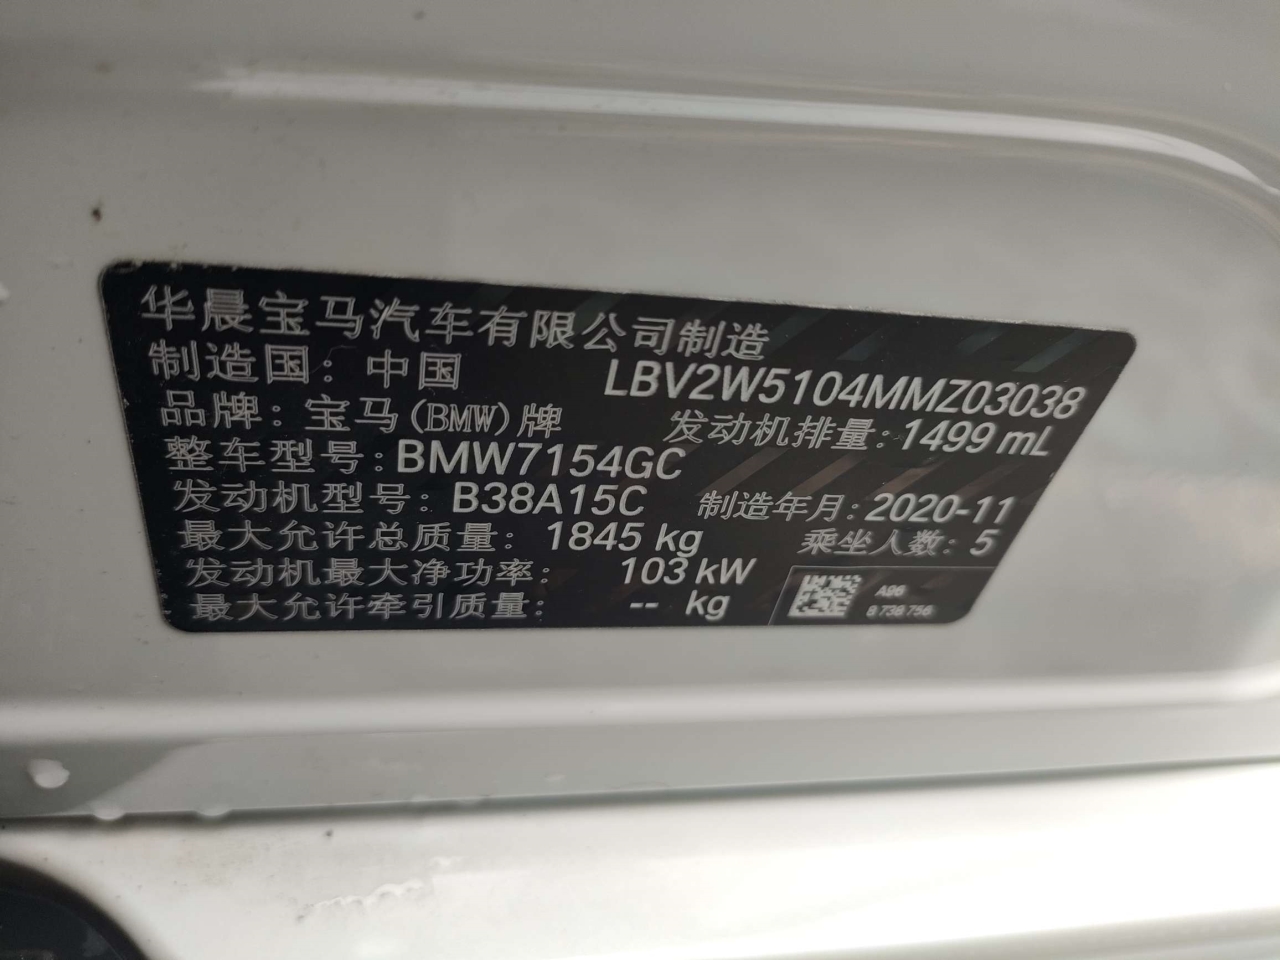 华晨宝马汽车有限公司制造
制造国：中国 LBV2W5104MMZ03038
品牌：宝马(BMW)牌 发动机排量：1499 mL
整车型号：BMW7154GC
发动机型号：B38A15C 制造年月：2020-11
最大允许总质量：1845 kg 乘坐人数：5
发动机最大净功率：103 kW
最大允许牵引质量：-- kg
A96
8 738 756